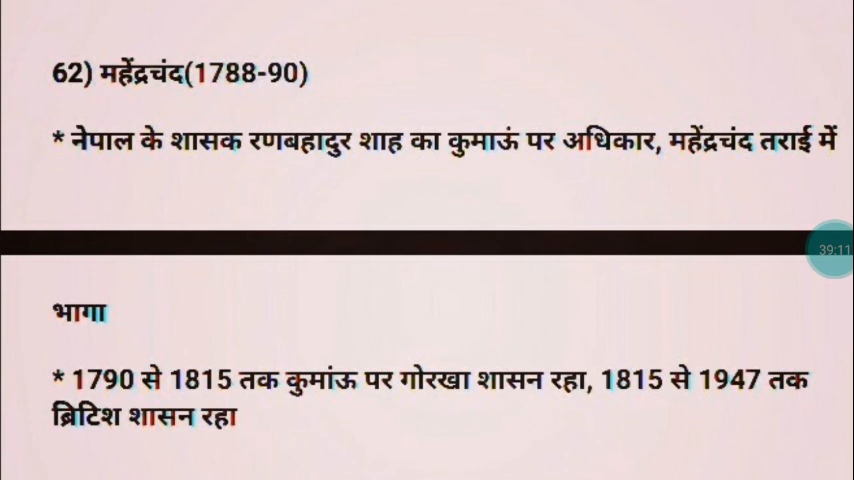 62) महेंद्रचंद(1788-90)
* नेपाल के शासक रणबहादुर शाह का कुमाऊं पर अधिकार, महेंद्रचंद तराई में
39:11
भागा
* 1790 से 1815 तक कुमांऊ पर गोरखा शासन रहा, 1815 से 1947 तक
ब्रिटिश शासन रहा